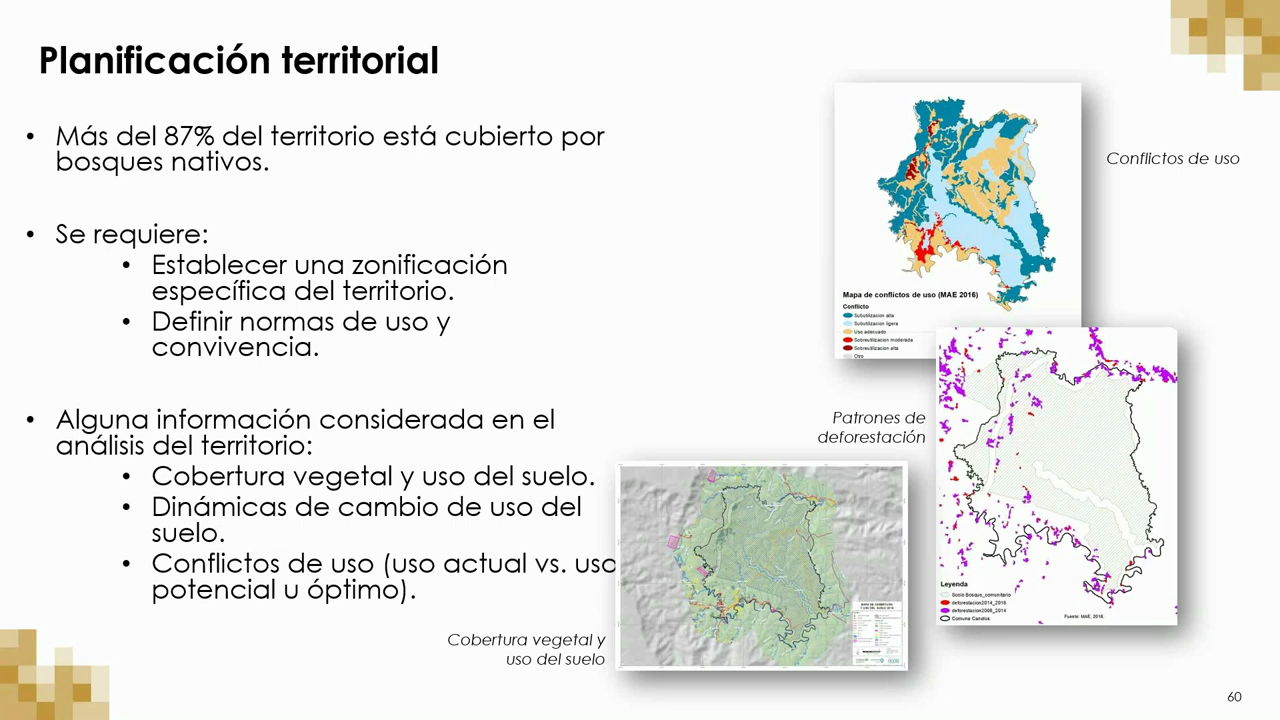 Planificación territorial
• Más del 87% del territorio está cubierto por
bosques nativos.
• Se requiere:
• Establecer una zonificación
específica del territorio.
• Definir normas de uso y
convivencia.
• Alguna información considerada en el
análisis del territorio:
• Cobertura vegetal y uso del suelo.
• Dinámicas de cambio de uso del
suelo.
• Conflictos de uso (uso actual vs. uso
potencial u óptimo).
Conflictos de uso
Mapa de conflictos de uso (MAE 2016)
Conflicto
Subutilizacion alta
Subutilizacion ligera
Uso adecuado
Sobreutilizacion moderada
Sobreutilizacion alta
Otro
Patrones de
deforestación
Leyenda
Socio Bosque_comunitario
deforestacion2014_2016
deforestacion2008_2014
Comuna Canelos
Fuente: MAE, 2016.
Cobertura vegetal y
uso del suelo
60